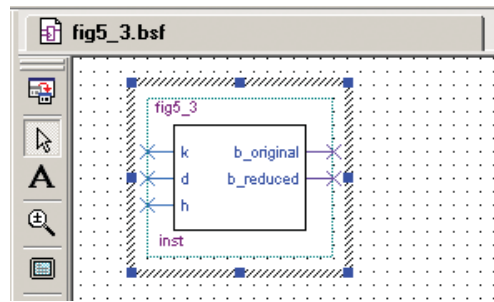 fig5_3.bsf
fig5_3
k b_original
d b_reduced
h
inst
A